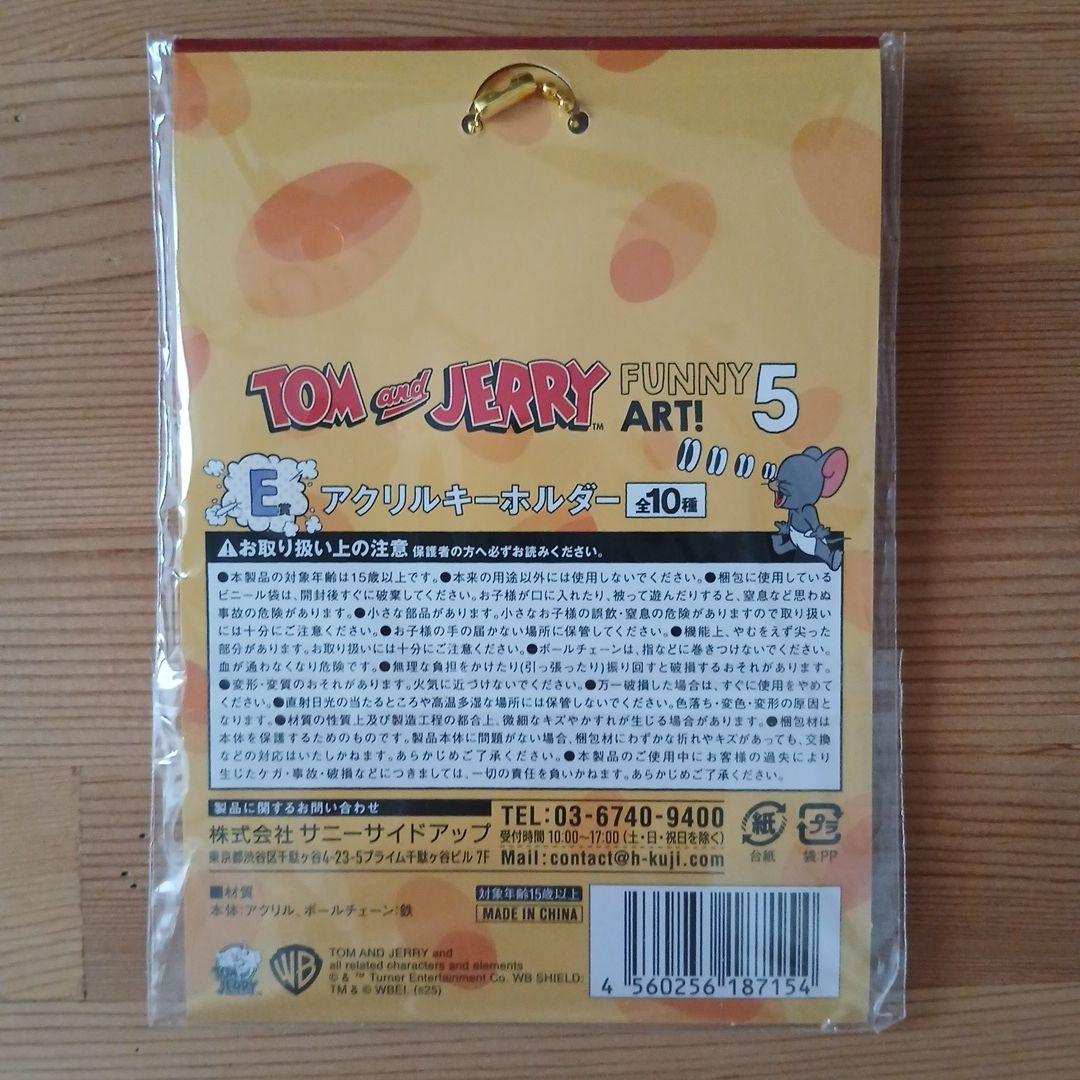 TOM and JERRY™ FUNNY ART! 5
E賞 アクリルキーホルダー 全10種
⚠お取り扱い上の注意 保護者の方へ必ずお読みください。
●本製品の対象年齢は15歳以上です。●本来の用途以外には使用しないでください。●梱包に使用している
ビニール袋は、開封後すぐに破棄してください。お子様が口に入れたり、被って遊んだりすると、窒息など思わぬ
事故の危険があります。●小さな部品があります。小さなお子様の誤飲・窒息の危険がありますので取り扱い
には十分にご注意ください。●お子様の手の届かない場所に保管してください。●機能上、やむをえず尖った
部分があります。お取り扱いには十分にご注意ください。●ボールチェーンは、指などに巻きつけないでください。
血が通わなくなり危険です。●無理な負担をかけたり(引っ張ったり)振り回すと破損するおそれがあります。
●変形・変質のおそれがあります。火気に近づけないでください。●万一破損した場合は、すぐに使用をやめて
ください。●直射日光の当たるところや高温多湿な場所には保管しないでください。色落ち・変色・変形の原因と
なります。●材質の性質上及び製造工程の都合上、微細なキズやかすれが生じる場合があります。●梱包材は
本体を保護するためのものです。製品本体に問題がない場合、梱包材にわずかな折れやキズがあっても、交換
などの対応はいたしかねます。あらかじめご了承ください。●本製品のご使用中にお客様の過失により
生じたケガ・事故・破損などにつきましては、一切の責任を負いかねます。あらかじめご了承ください。
製品に関するお問い合わせ
株式会社 サニーサイドアップ
東京都渋谷区千駄ヶ谷4-23-5プライム千駄ヶ谷ビル 7F
TEL:03-6740-9400
受付時間 10:00〜17:00(土・日・祝日を除く)
Mail:contact@h-kuji.com
紙
台紙
プラ
袋:PP
■材質
本体:アクリル、ボールチェーン:鉄
対象年齢15歳以上
MADE IN CHINA
TOM and JERRY
WB
TOM AND JERRY and
all related characters and elements
© & ™ Turner Entertainment Co. WB SHIELD:
TM & © WBEI. (s25)
4 560256 187154